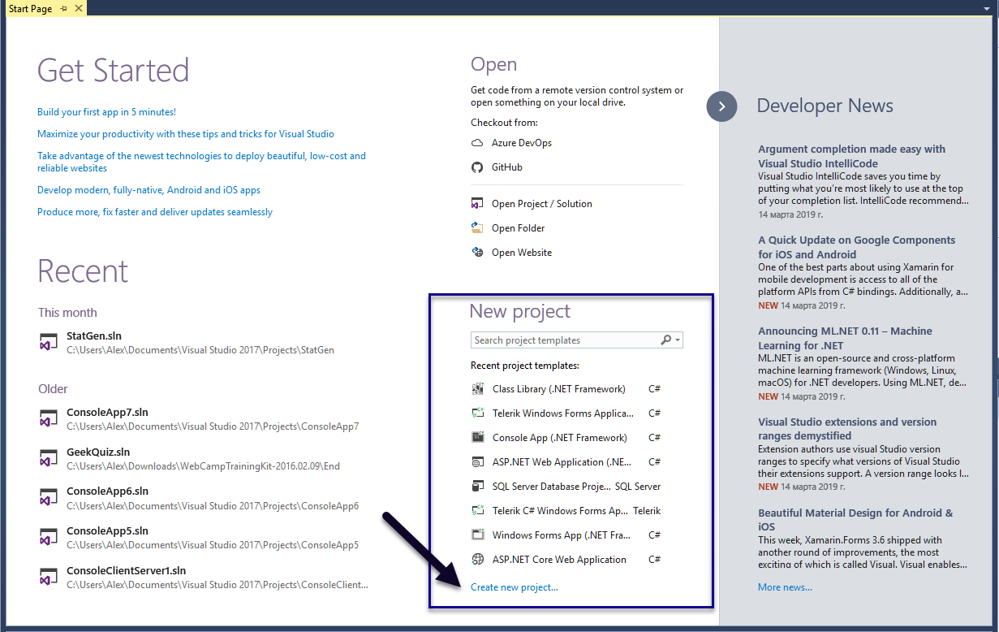 Start Page
Get Started
Build your first app in 5 minutes!
Maximize your productivity with these tips and tricks for Visual Studio
Take advantage of the newest technologies to deploy beautiful, low-cost and
reliable websites
Develop modern, fully-native, Android and iOS apps
Produce more, fix faster and deliver updates seamlessly
Recent
This month
StatGen.sln
C:\Users\Alex\Documents\Visual Studio 2017\Projects\StatGen
Older
ConsoleApp7.sln
C:\Users\Alex\Documents\Visual Studio 2017\Projects\ConsoleApp7
GeekQuiz.sln
C:\Users\Alex\Downloads\WebCampTrainingKit-2016.02.09\End
ConsoleApp6.sln
C:\Users\Alex\Documents\Visual Studio 2017\Projects\ConsoleApp6
ConsoleApp5.sln
C:\Users\Alex\Documents\Visual Studio 2017\Projects\ConsoleApp5
ConsoleClientServer1.sln
C:\Users\Alex\Documents\Visual Studio 2017\Projects\ConsoleClient...
Open
Get code from a remote version control system or
open something on your local drive.
Checkout from:
Azure DevOps
GitHub
Open Project / Solution
Open Folder
Open Website
New project
Search project templates
Recent project templates:
Class Library (.NET Framework) C#
Telerik Windows Forms Applica... C#
Console App (.NET Framework) C#
ASP.NET Web Application (.NE... C#
SQL Server Database Proje... SQL Server
Telerik C# Windows Forms Ap... Telerik
Windows Forms App (.NET Fra... C#
ASP.NET Core Web Application C#
Create new project...
Developer News
Argument completion made easy with
Visual Studio IntelliCode
Visual Studio IntelliCode saves you time by
putting what you're most likely to use at the top
of your completion list. IntelliCode recommend...
14 марта 2019 г.
A Quick Update on Google Components
for iOS and Android
One of the best parts about using Xamarin for
mobile development is access to all of the
platform APIs from C# bindings. Additionally, a...
NEW 14 марта 2019 г.
Announcing ML.NET 0.11 – Machine
Learning for .NET
ML.NET is an open-source and cross-platform
machine learning framework (Windows, Linux,
macOS) for .NET developers. Using ML.NET, de...
NEW 14 марта 2019 г.
Visual Studio extensions and version
ranges demystified
Extension authors use visual Studio version
ranges to specify what versions of Visual Studio
their extensions support. A version range looks l...
NEW 14 марта 2019 г.
Beautiful Material Design for Android &
iOS
This week, Xamarin.Forms 3.6 shipped with
another round of improvements, the most
exciting of which is called Visual. Visual enables...
More news...